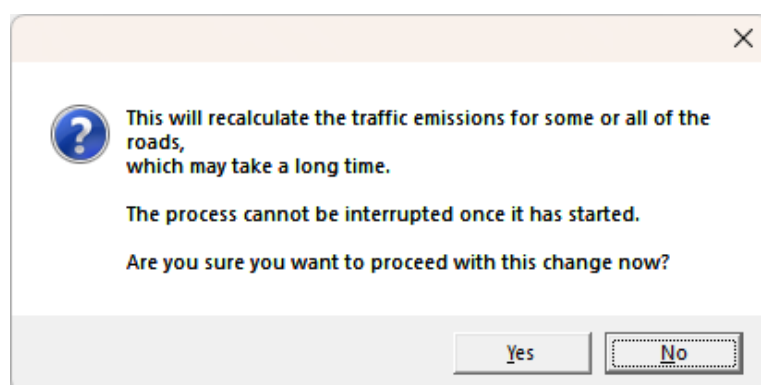 This will recalculate the traffic emissions for some or all of the
roads,
which may take a long time.
The process cannot be interrupted once it has started.
Are you sure you want to proceed with this change now?
Yes
No